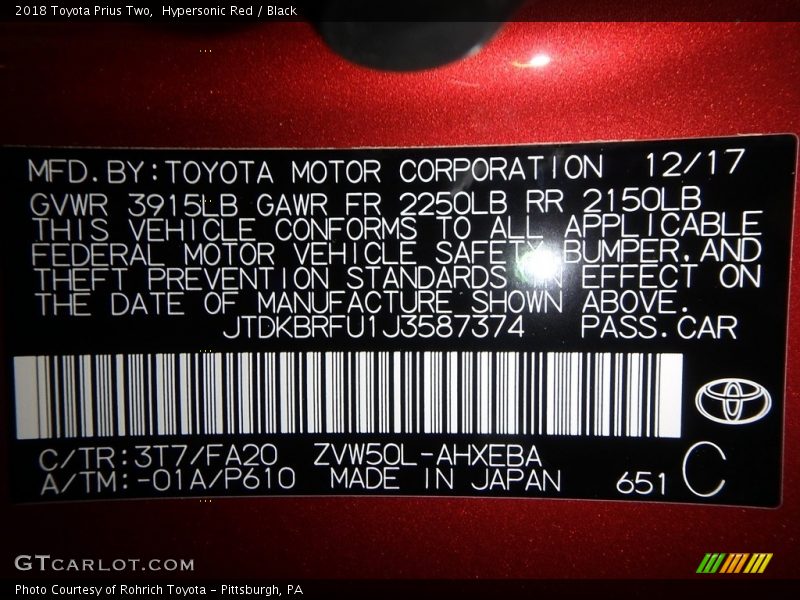 2018 Toyota Prius Two,  Hypersonic Red / Black
MFD.BY:TOYOTA MOTOR CORPORATION 12/17
GVWR 3915LB GAWR FR 2250LB RR 2150LB
THIS VEHICLE CONFORMS TO ALL APPLICABLE
FEDERAL MOTOR VEHICLE SAFETY BUMPER,AND
THEFT PREVENTION STANDARDS IN EFFECT ON
THE DATE OF MANUFACTURE SHOWN ABOVE.
JTDKBRFU1J3587374 PASS.CAR
C/TR:3T7/FA20 ZVW50L-AHXEBA
A/TM:-01A/P610 MADE IN JAPAN 651 C
GTCARLOT.COM
Photo Courtesy of Rohrich Toyota - Pittsburgh, PA